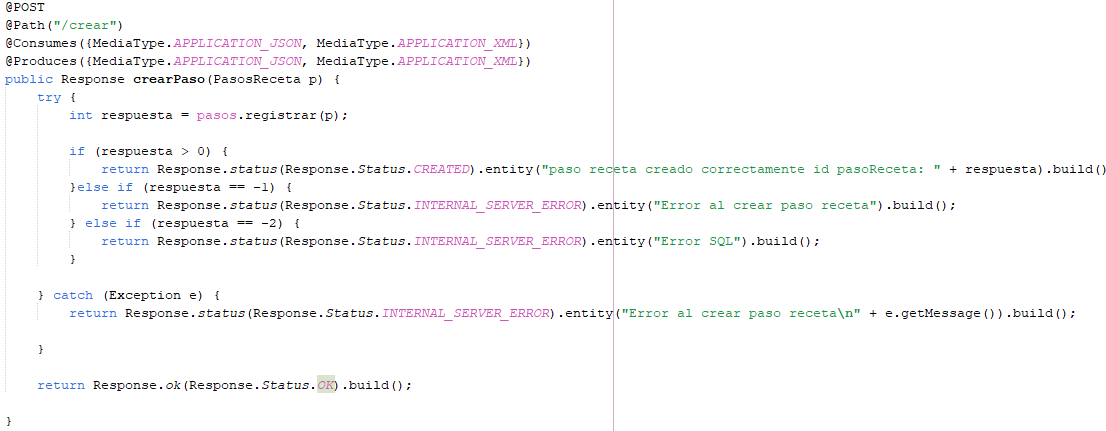 @POST
@Path("/crear")
@Consumes({MediaType.APPLICATION_JSON, MediaType.APPLICATION_XML})
@Produces({MediaType.APPLICATION_JSON, MediaType.APPLICATION_XML})
public Response crearPaso(PasosReceta p) {
    try {
        int respuesta = pasos.registrar(p);

        if (respuesta > 0) {
            return Response.status(Response.Status.CREATED).entity("paso receta creado correctamente id pasoReceta: " + respuesta).build()
        }else if (respuesta == -1) {
            return Response.status(Response.Status.INTERNAL_SERVER_ERROR).entity("Error al crear paso receta").build();
        } else if (respuesta == -2) {
            return Response.status(Response.Status.INTERNAL_SERVER_ERROR).entity("Error SQL").build();
        }

    } catch (Exception e) {
        return Response.status(Response.Status.INTERNAL_SERVER_ERROR).entity("Error al crear paso receta\n" + e.getMessage()).build();

    }

    return Response.ok(Response.Status.OK).build();

}